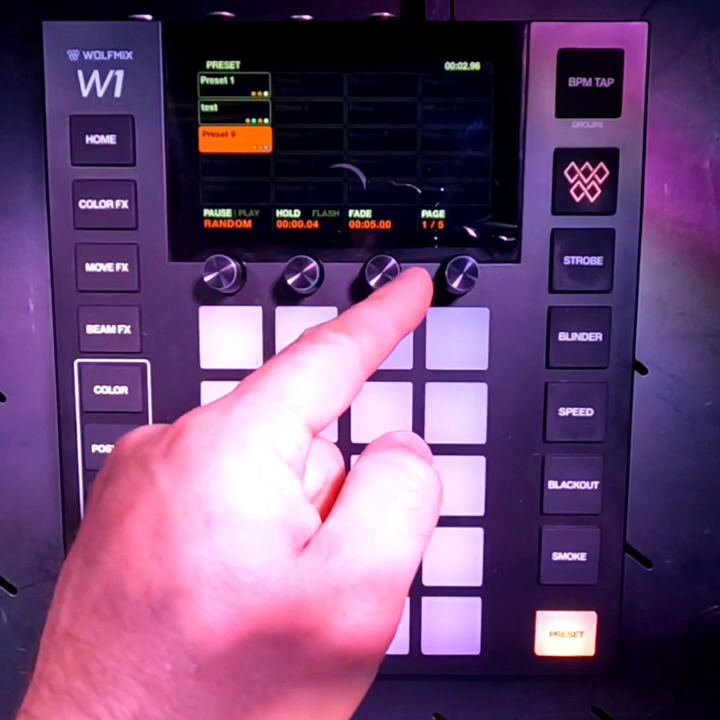 WOLFMIX
W1
HOME
COLOR FX
MOVE FX
BEAM FX
COLOR
POS
PRESET 00:02.96
Preset 1
test
Preset 9
PAUSE | PLAY HOLD FLASH FADE PAGE
RANDOM 00:00.04 00:05.00 1 / 5
BPM TAP
GROUPS
STROBE
BLINDER
SPEED
BLACKOUT
SMOKE
PRESET